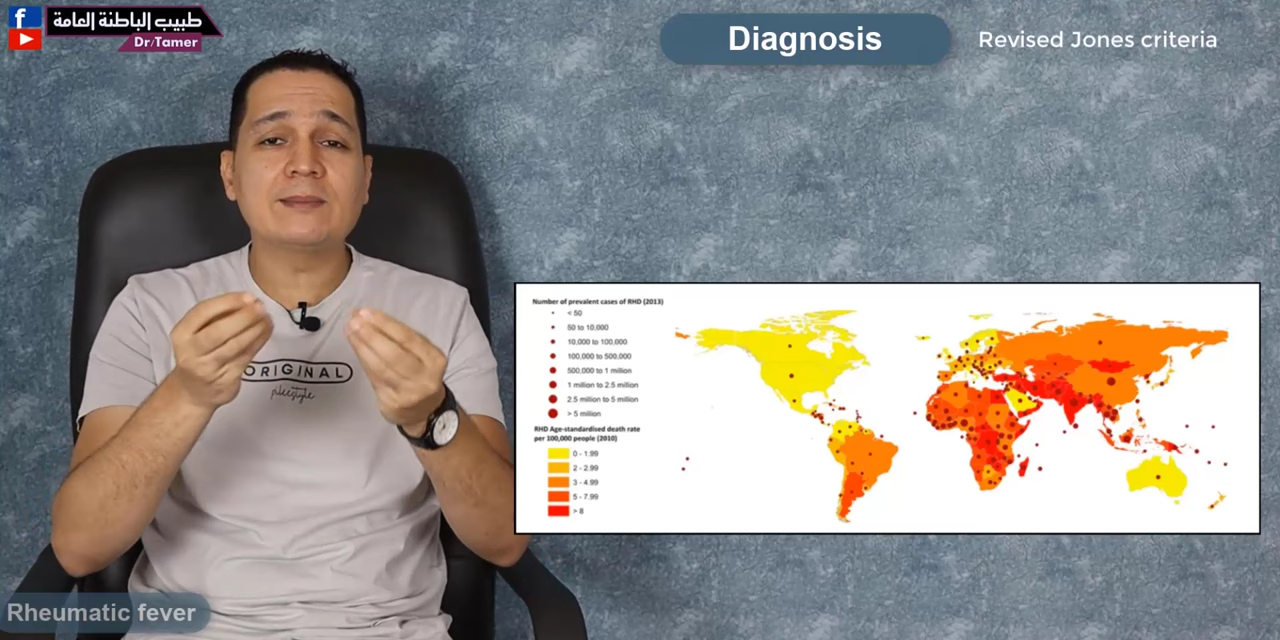 f
طبيب الباطنة العامة
Dr/Tamer
Diagnosis
Revised Jones criteria
ORIGINAL
Number of prevalent cases of RHD (2013)
< 50
50 to 10,000
10,000 to 100,000
100,000 to 500,000
500,000 to 1 million
1 million to 2.5 million
2.5 million to 5 million
> 5 million
RHD Age-standardised death rate
per 100,000 people (2010)
0 - 1.99
2 - 2.99
3 - 4.99
5 - 7.99
> 8
Rheumatic fever